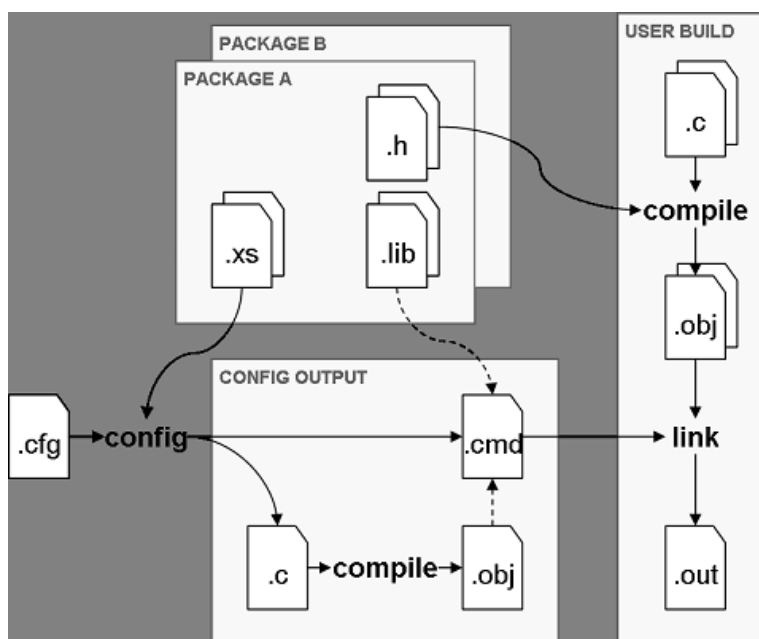 PACKAGE B
PACKAGE A
USER BUILD
.c
.h
compile
.xs
.lib
.obj
CONFIG OUTPUT
.cfg
config
.cmd
link
.c
compile
.obj
.out